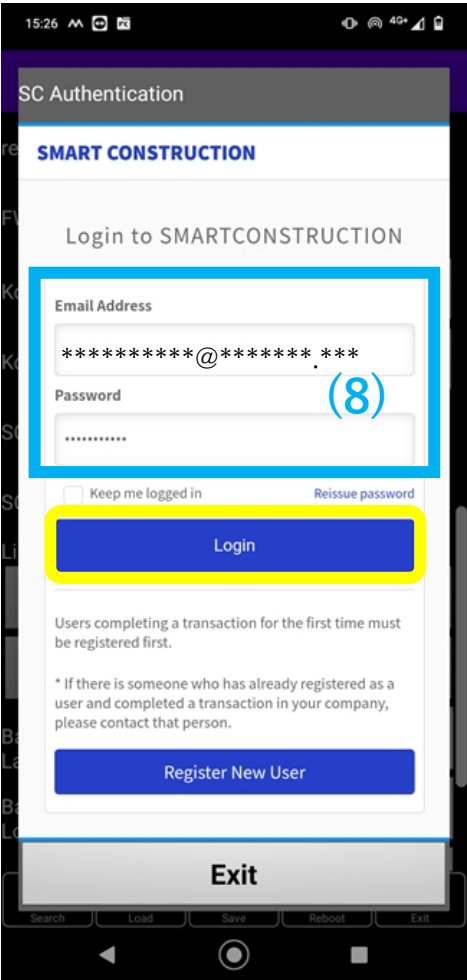 15:26
4G+
SC Authentication
SMART CONSTRUCTION
Login to SMARTCONSTRUCTION
Email Address
**********@*******.***
Password
(8)
•••••••••••
Keep me logged in Reissue password
Login
Users completing a transaction for the first time must
be registered first.
* If there is someone who has already registered as a
user and completed a transaction in your company,
please contact that person.
Register New User
Exit
Search Load Save Reboot Exit